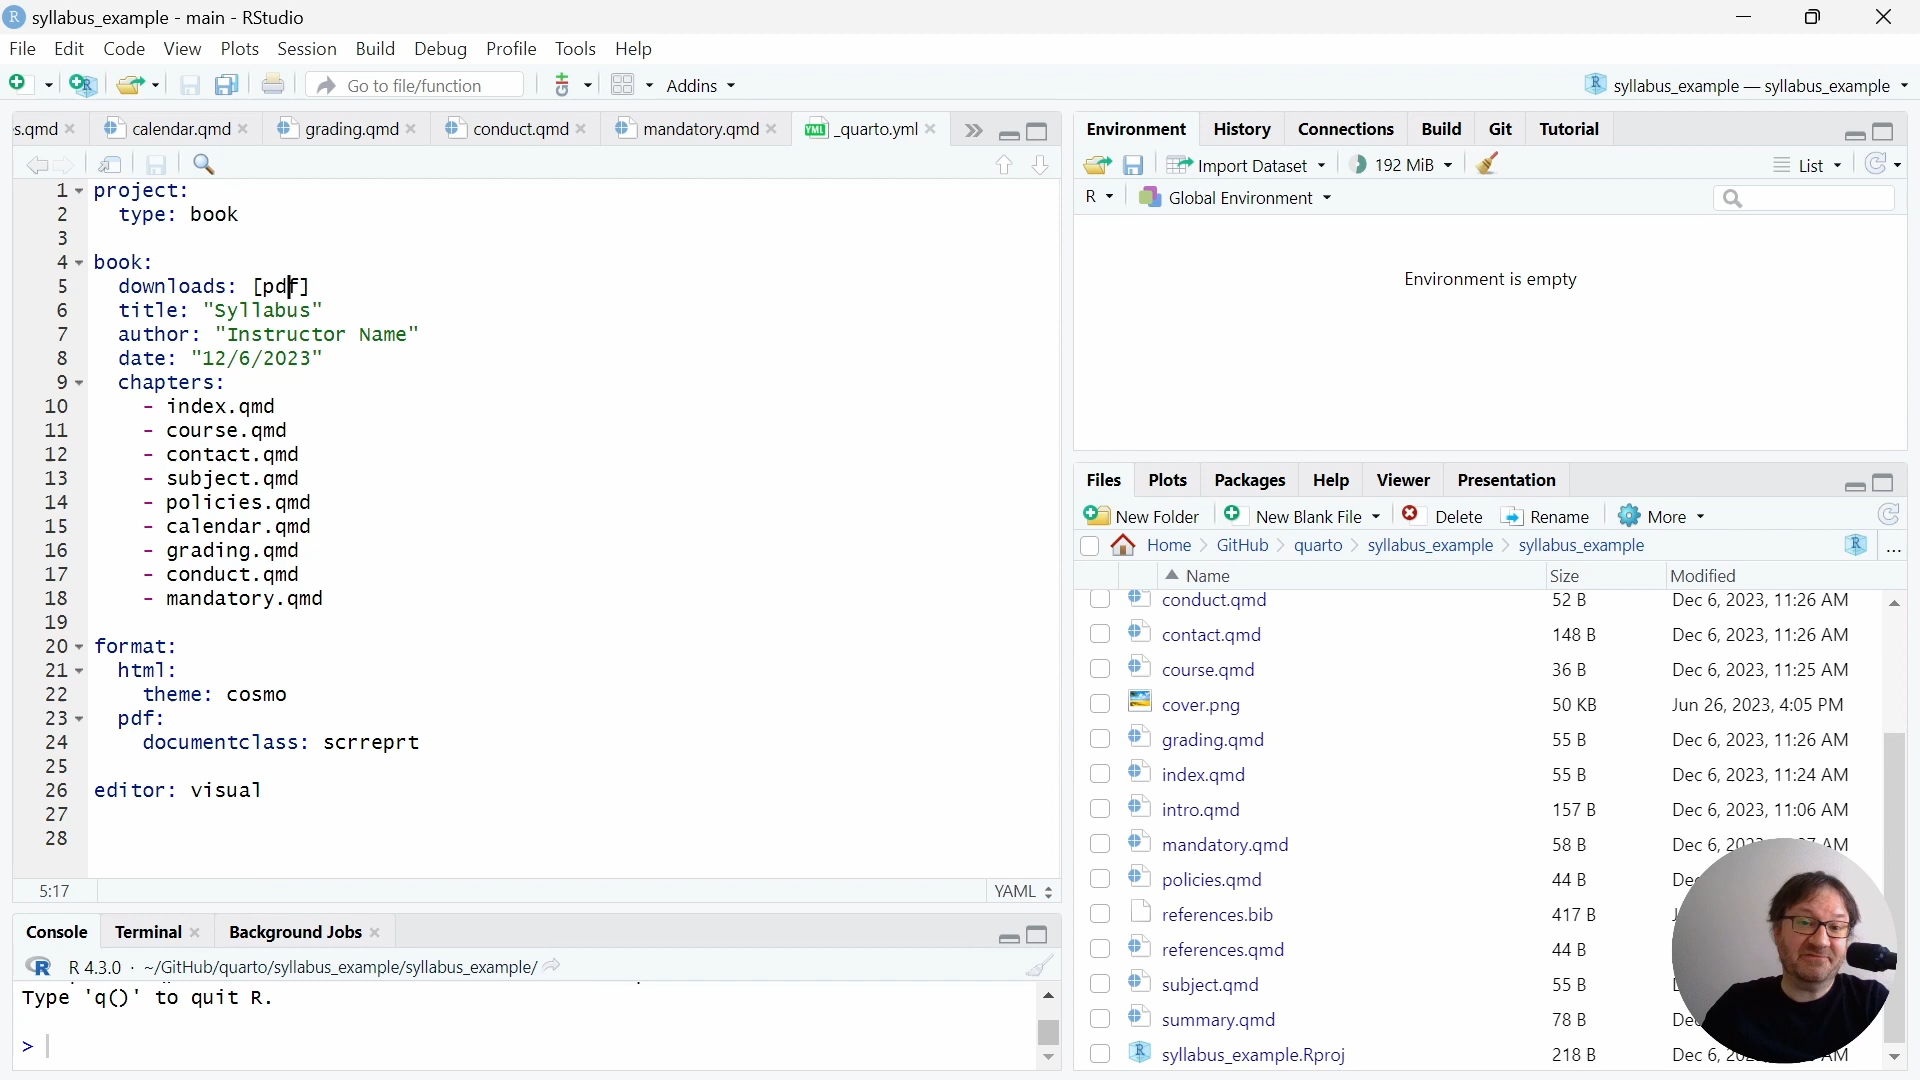 syllabus_example - main - RStudio
File Edit Code View Plots Session Build Debug Profile Tools Help
Go to file/function Addins syllabus_example — syllabus_example
s.qmd calendar.qmd grading.qmd conduct.qmd mandatory.qmd _quarto.yml
1 project:
2 type: book
3
4 book:
5 downloads: [pdf]
6 title: "Syllabus"
7 author: "Instructor Name"
8 date: "12/6/2023"
9 chapters:
10 - index.qmd
11 - course.qmd
12 - contact.qmd
13 - subject.qmd
14 - policies.qmd
15 - calendar.qmd
16 - grading.qmd
17 - conduct.qmd
18 - mandatory.qmd
19
20 format:
21 html:
22 theme: cosmo
23 pdf:
24 documentclass: scrreprt
25
26 editor: visual
27
28
5:17 YAML
Console Terminal Background Jobs
R 4.3.0 · ~/GitHub/quarto/syllabus_example/syllabus_example/
Type 'q()' to quit R.
>
Environment History Connections Build Git Tutorial
Import Dataset 192 MiB List
R Global Environment
Environment is empty
Files Plots Packages Help Viewer Presentation
New Folder New Blank File Delete Rename More
Home GitHub quarto syllabus_example syllabus_example ...
Name Size Modified
conduct.qmd 52 B Dec 6, 2023, 11:26 AM
contact.qmd 148 B Dec 6, 2023, 11:26 AM
course.qmd 36 B Dec 6, 2023, 11:25 AM
cover.png 50 KB Jun 26, 2023, 4:05 PM
grading.qmd 55 B Dec 6, 2023, 11:26 AM
index.qmd 55 B Dec 6, 2023, 11:24 AM
intro.qmd 157 B Dec 6, 2023, 11:06 AM
mandatory.qmd 58 B Dec 6, AM
policies.qmd 44 B
references.bib 417 B
references.qmd 44 B
subject.qmd 55 B
summary.qmd 78 B
syllabus_example.Rproj 218 B Dec 6, AM